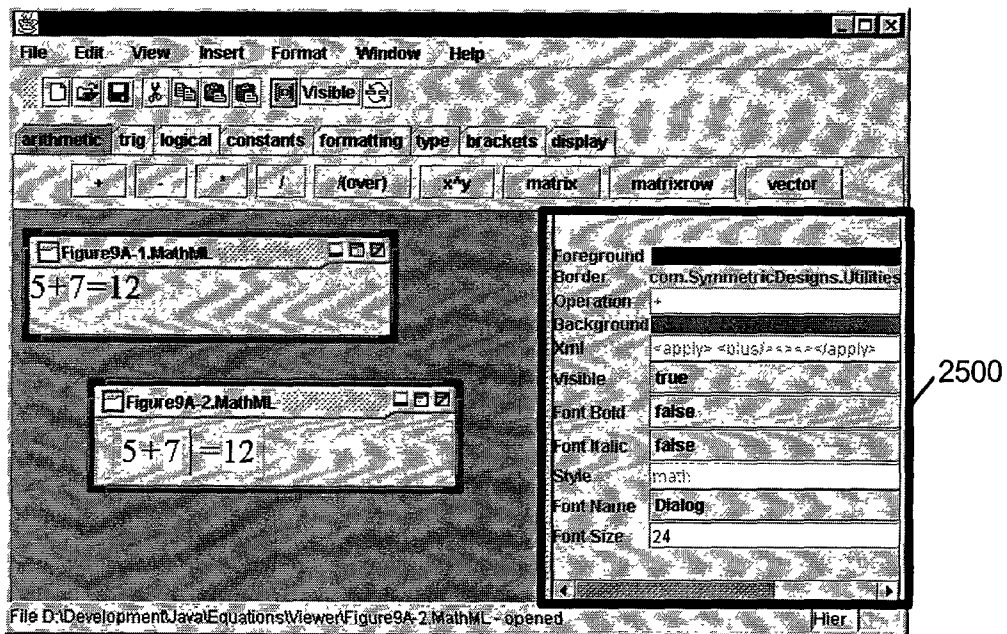 File Edit View Insert Format Window Help
Visible
arithmetic trig logical constants formatting type brackets display
+ - * / /(over) x^y matrix matrixrow vector
Figure9A-1.MathML
5+7=12
Figure9A-2.MathML
5+7 =12
Foreground
Border com.SymmetricDesigns.Utilities
Operation +
Background
Xml <apply> <plus/>
Visible true
Font Bold false
Font Italic false
Style math
Font Name Dialog
Font Size 24
2500
File D:\Development\Java\Equations\Viewer\Figure9A-2.MathML - opened Hier